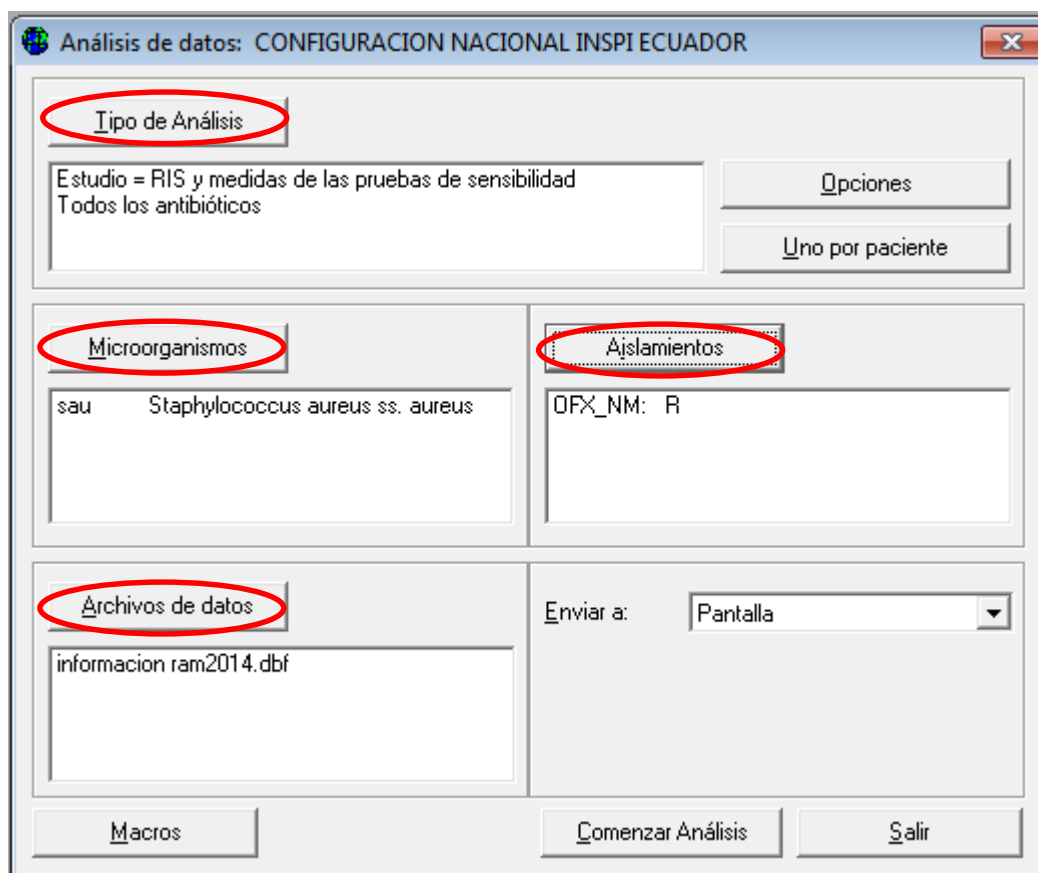 Análisis de datos: CONFIGURACION NACIONAL INSPI ECUADOR
Tipo de Análisis
Estudio = RIS y medidas de las pruebas de sensibilidad
Todos los antibióticos
Opciones
Uno por paciente
Microorganismos
sau Staphylococcus aureus ss. aureus
Aislamientos
OFX_NM: R
Archivos de datos
informacion ram2014.dbf
Enviar a: Pantalla
Macros
Comenzar Análisis
Salir